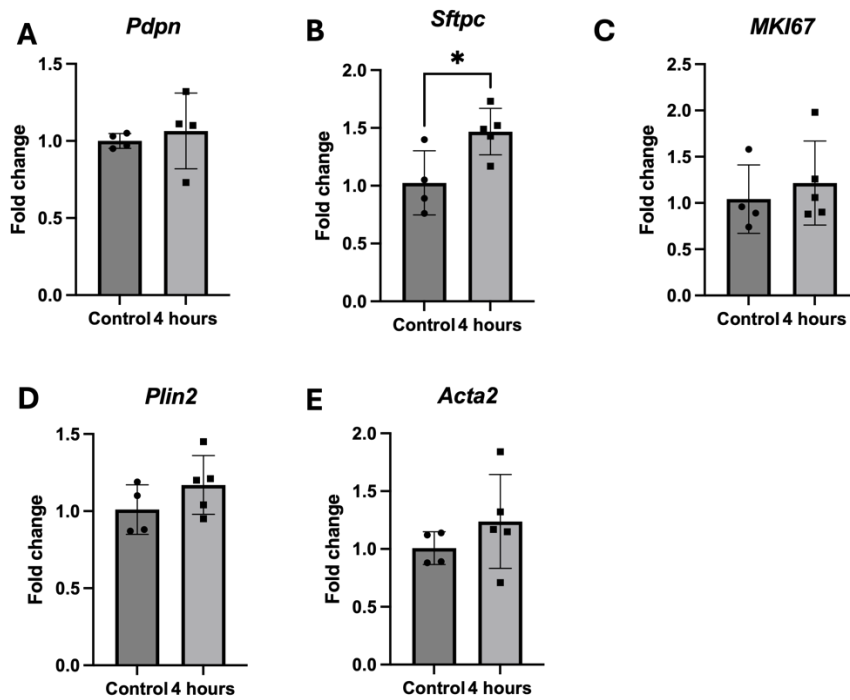 A
Pdpn
Fold change
1.5
1.0
0.5
0.0
Control 4 hours
B
Sftpc
*
Fold change
2.0
1.5
1.0
0.5
0.0
Control 4 hours
C
MKI67
Fold change
2.5
2.0
1.5
1.0
0.5
0.0
Control 4 hours
D
Plin2
Fold change
1.5
1.0
0.5
0.0
Control 4 hours
E
Acta2
Fold change
2.0
1.5
1.0
0.5
0.0
Control 4 hours